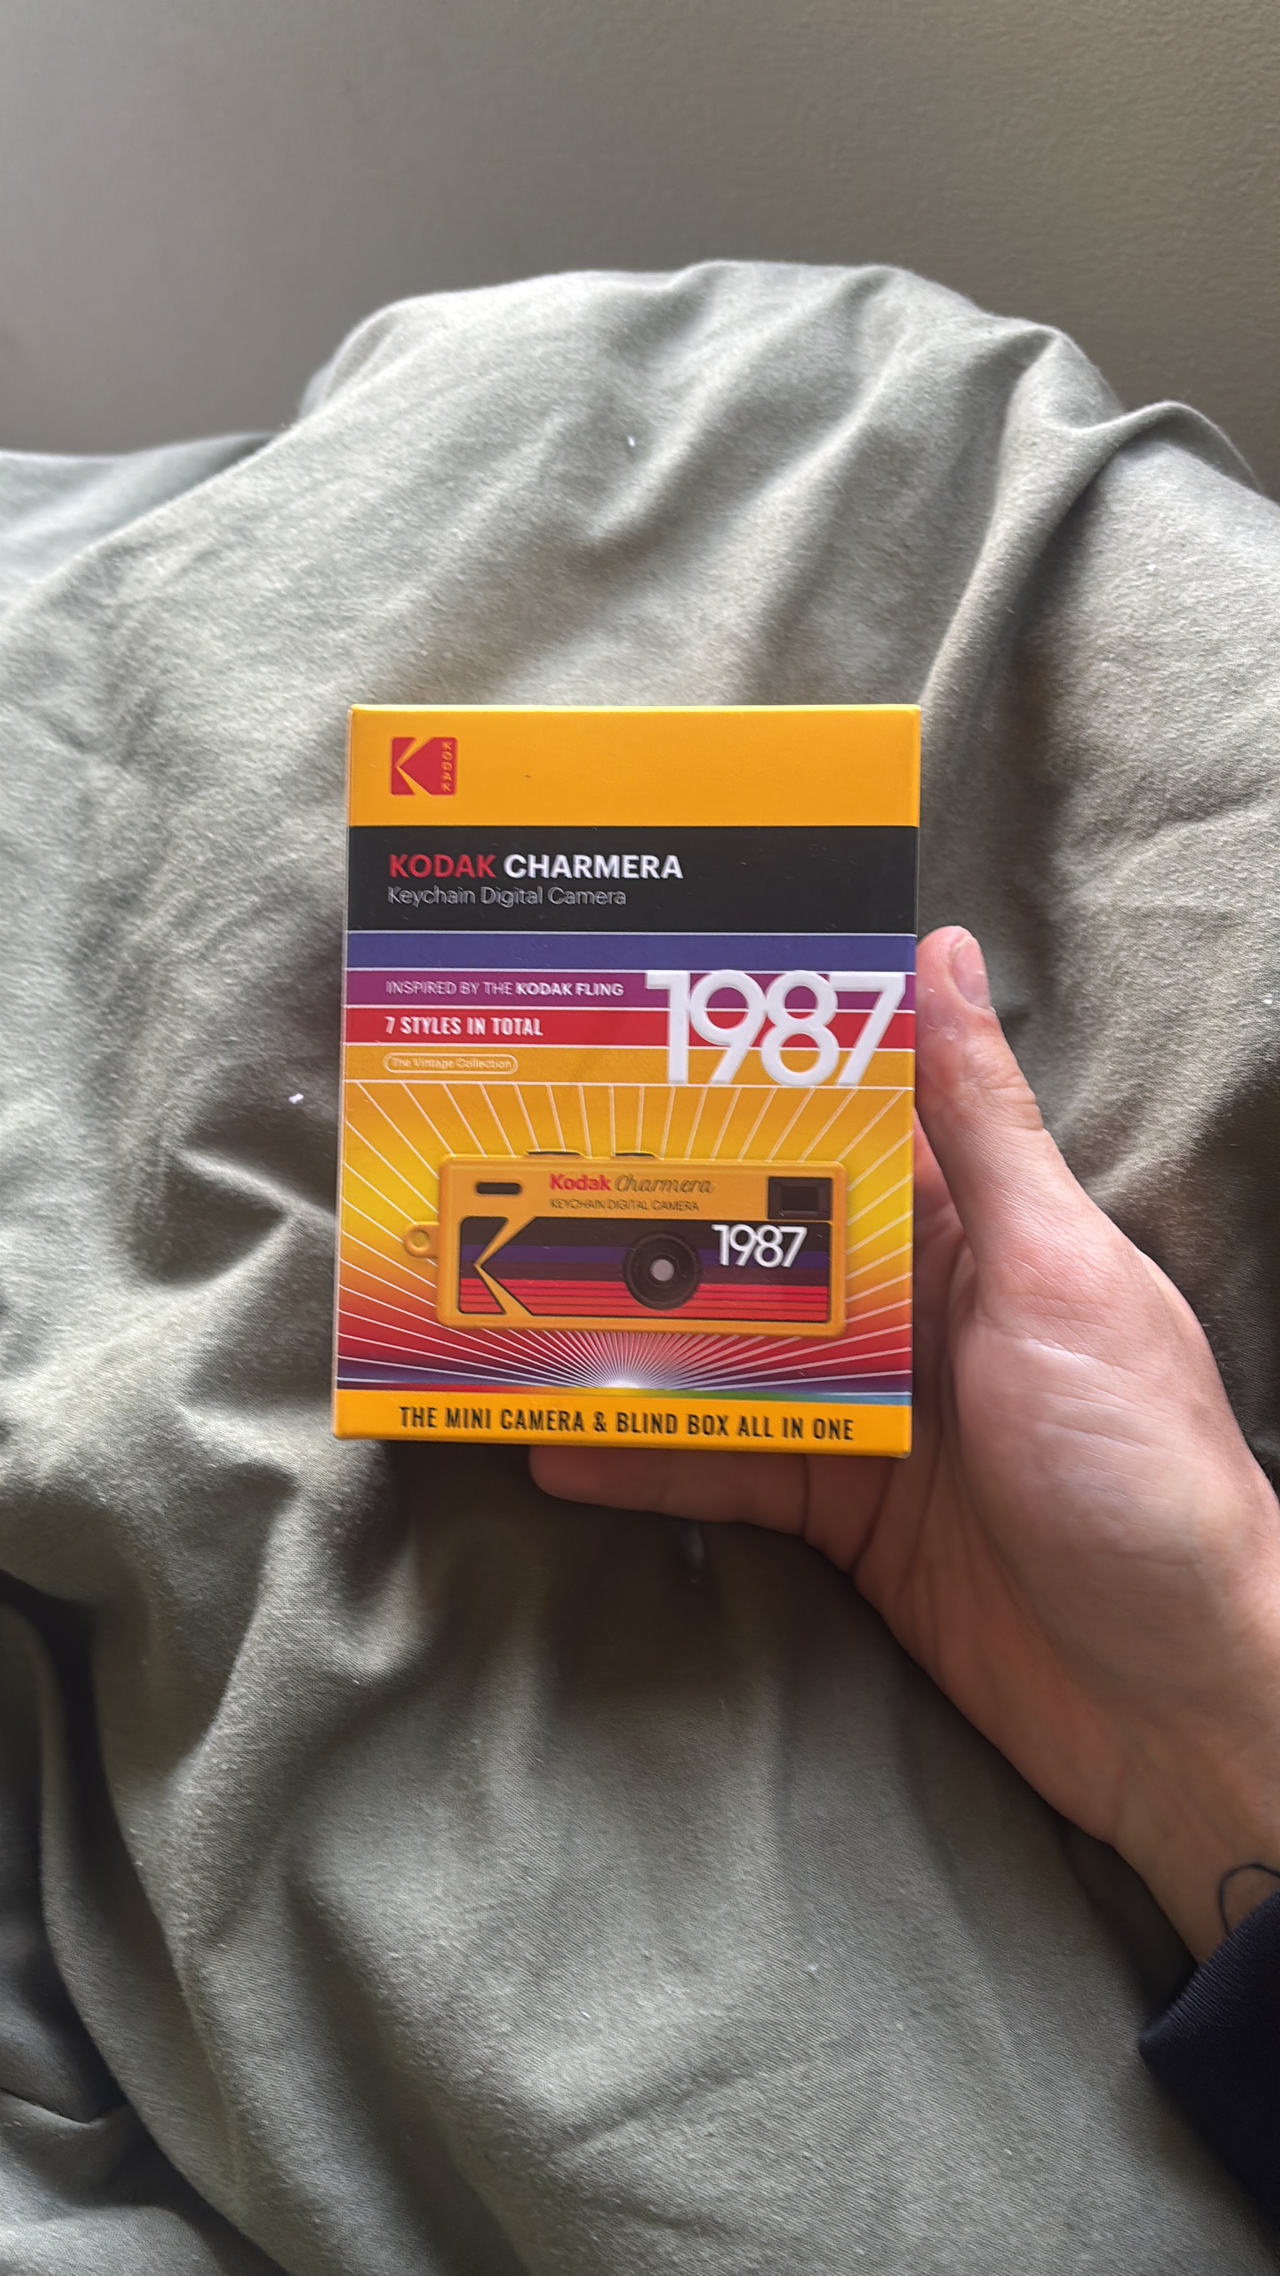 KODAK
KODAK CHARMERA
Keychain Digital Camera
INSPIRED BY THE KODAK FLING
1987
7 STYLES IN TOTAL
The Vintage Collection
Kodak Charmera
KEYCHAIN DIGITAL CAMERA
1987
THE MINI CAMERA & BLIND BOX ALL IN ONE